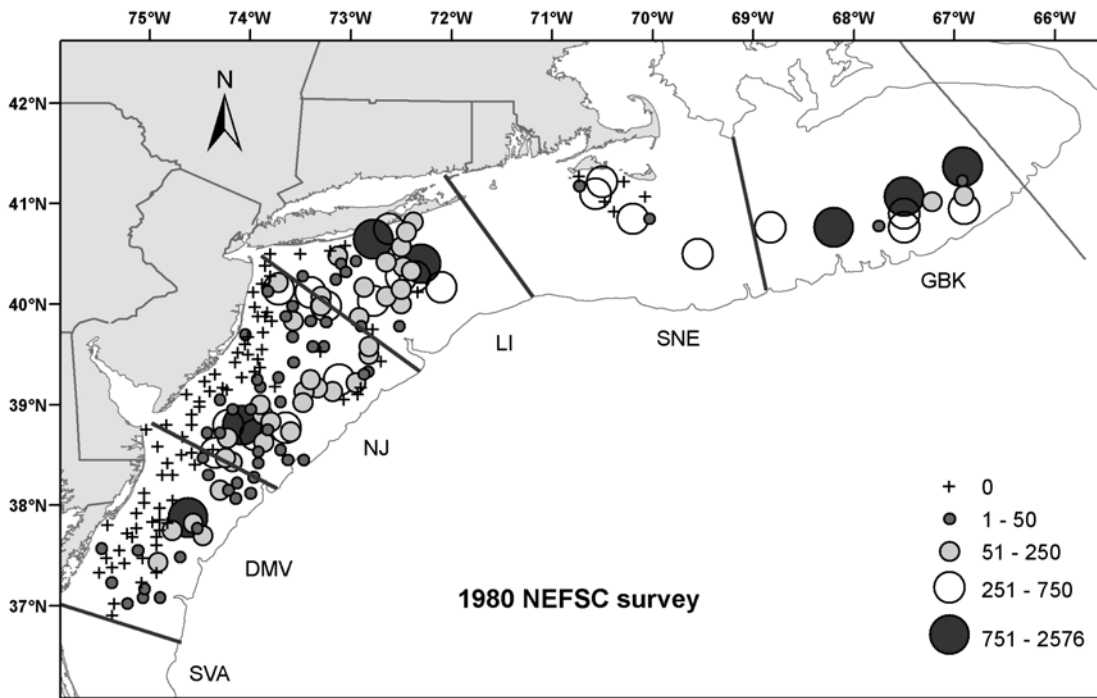 75°W 74°W 73°W 72°W 71°W 70°W 69°W 68°W 67°W 66°W
N
42°N
41°N
40°N
39°N
38°N
37°N
GBK
SNE
LI
NJ
DMV
SVA
1980 NEFSC survey
0
1 - 50
51 - 250
251 - 750
751 - 2576